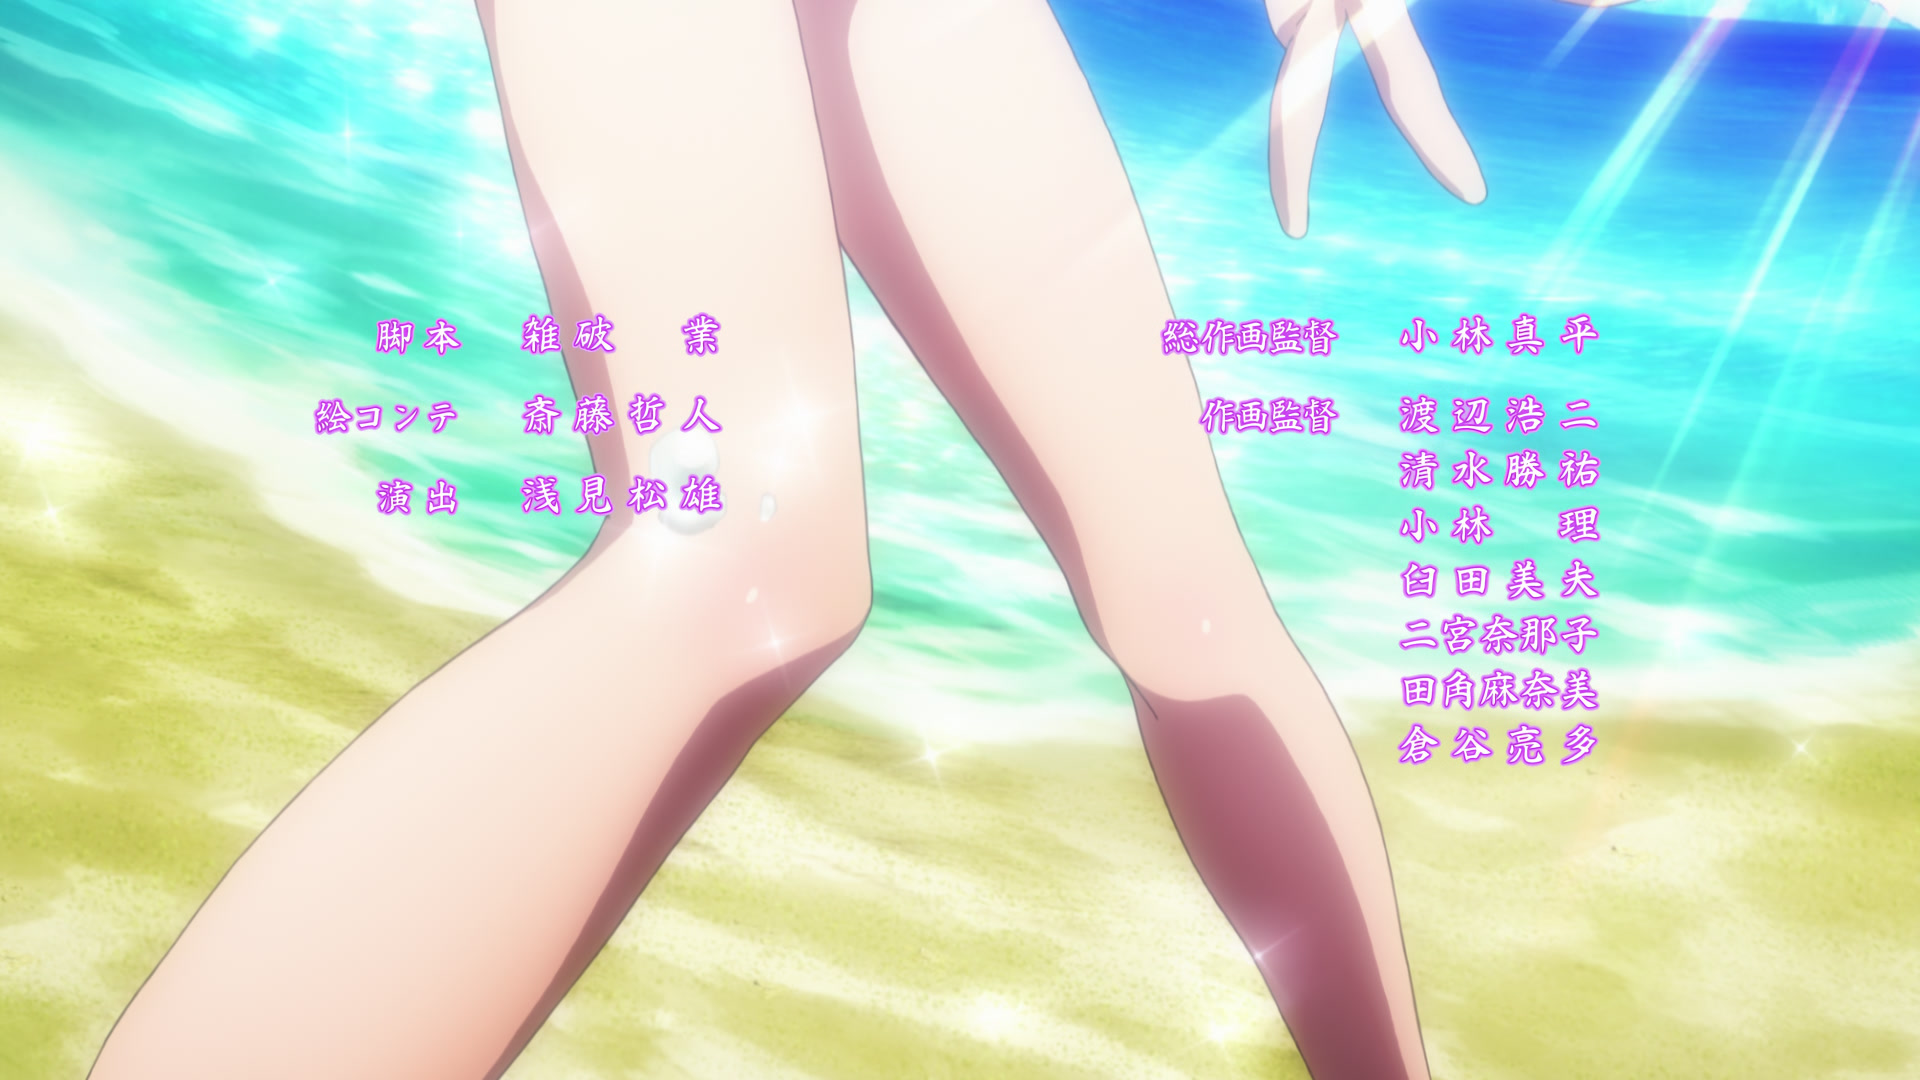 脚本 雑破 業
絵コンテ 斎藤哲人
演出 浅見松雄
総作画監督 小林真平
作画監督 渡辺浩二
清水勝祐
小林 理
臼田美夫
二宮奈那子
田角麻奈美
倉谷亮多